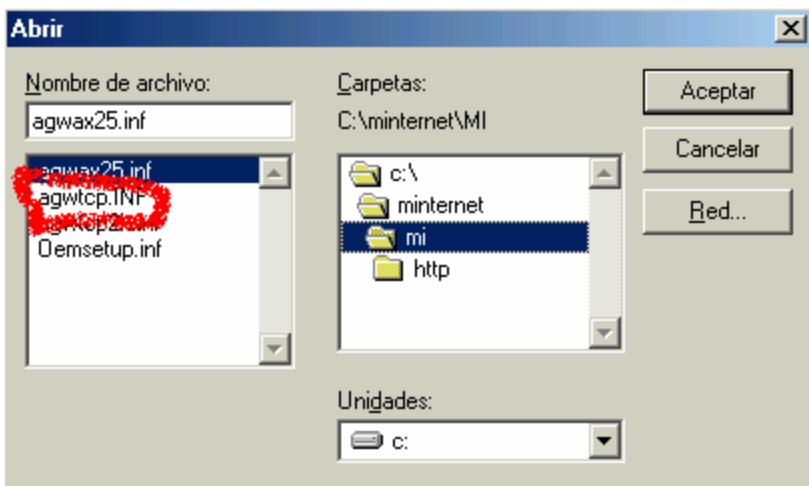 Abrir
Nombre de archivo:
agwax25.inf
agwax25.inf
agwtcp.INF
Oemsetup.inf
Carpetas:
C:\minternet\MI
c:\
minternet
mi
http
Unidades:
c:
Aceptar
Cancelar
Red...